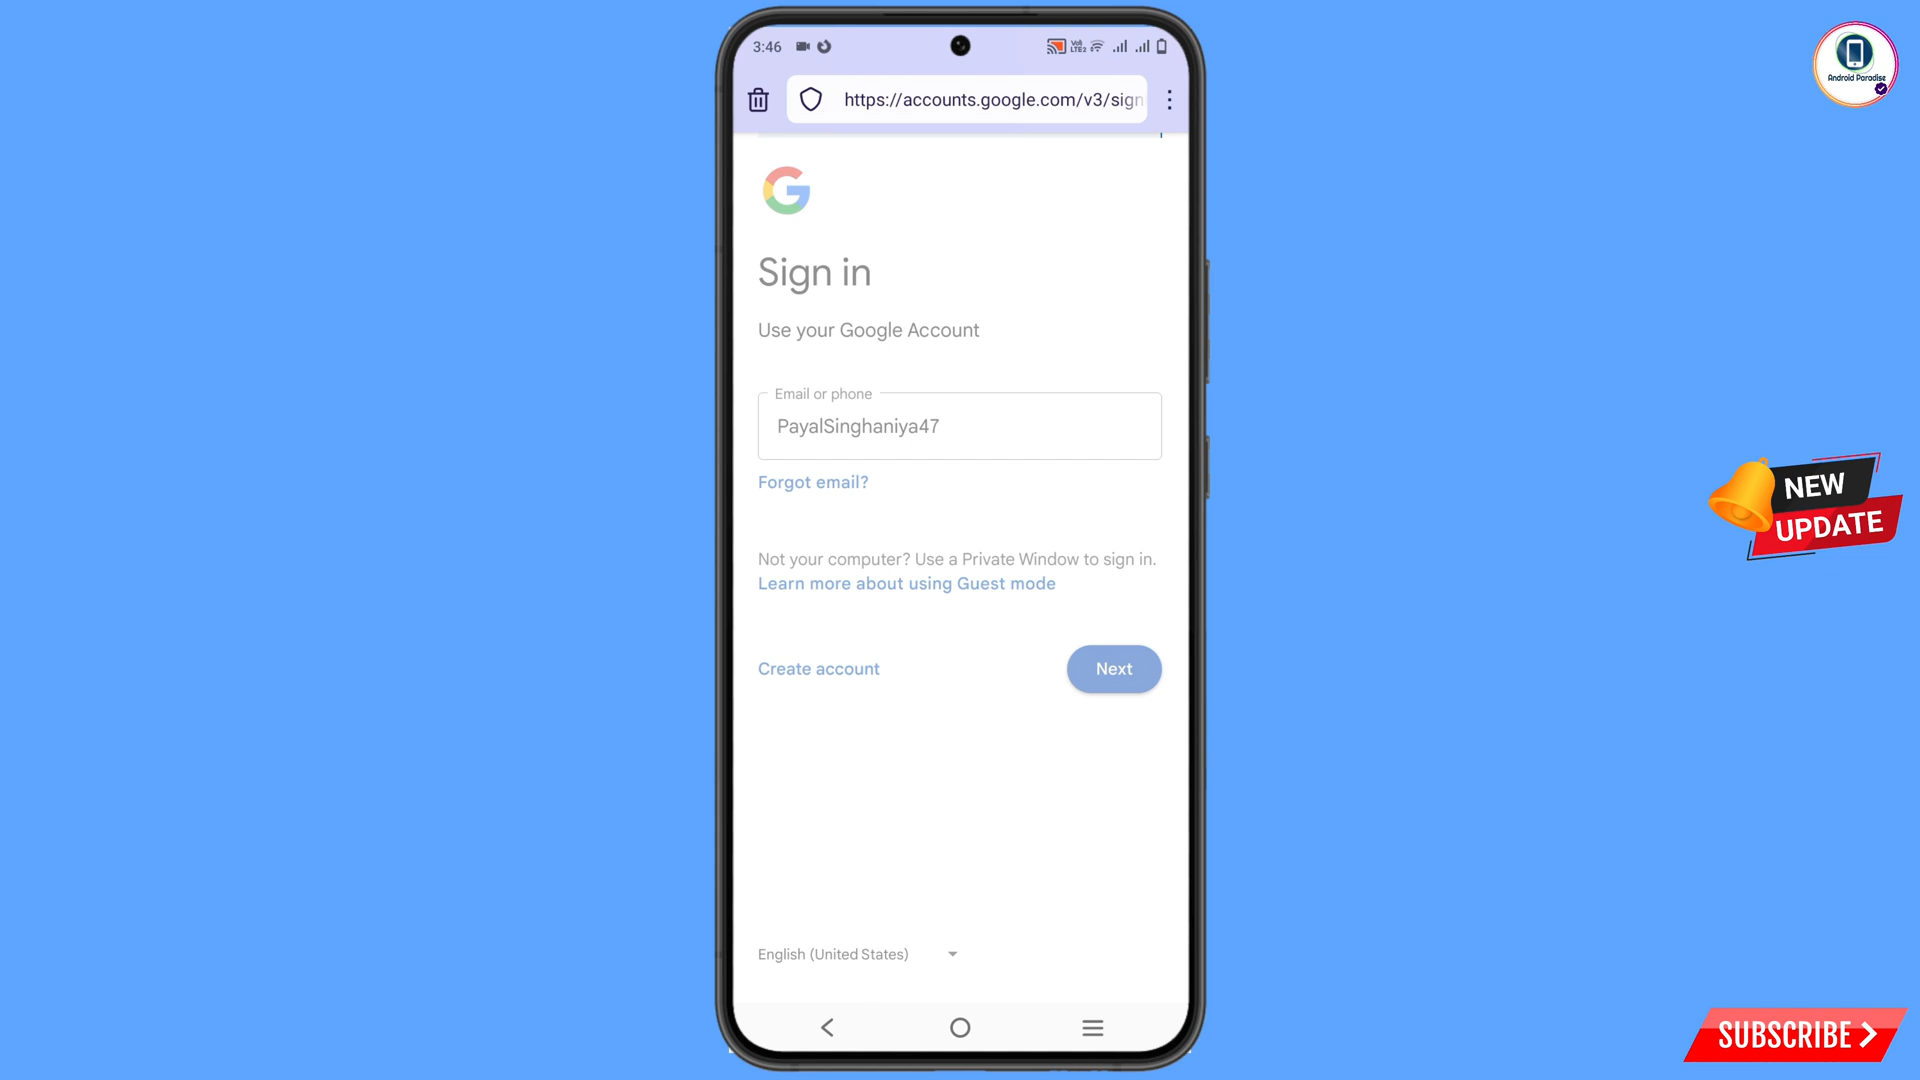 3:46
Vo) LTE2
https://accounts.google.com/v3/sign
Android Paradise
Sign in
Use your Google Account
Email or phone
PayalSinghaniya47
Forgot email?
NEW
UPDATE
Not your computer? Use a Private Window to sign in.
Learn more about using Guest mode
Create account
Next
English (United States)
SUBSCRIBE